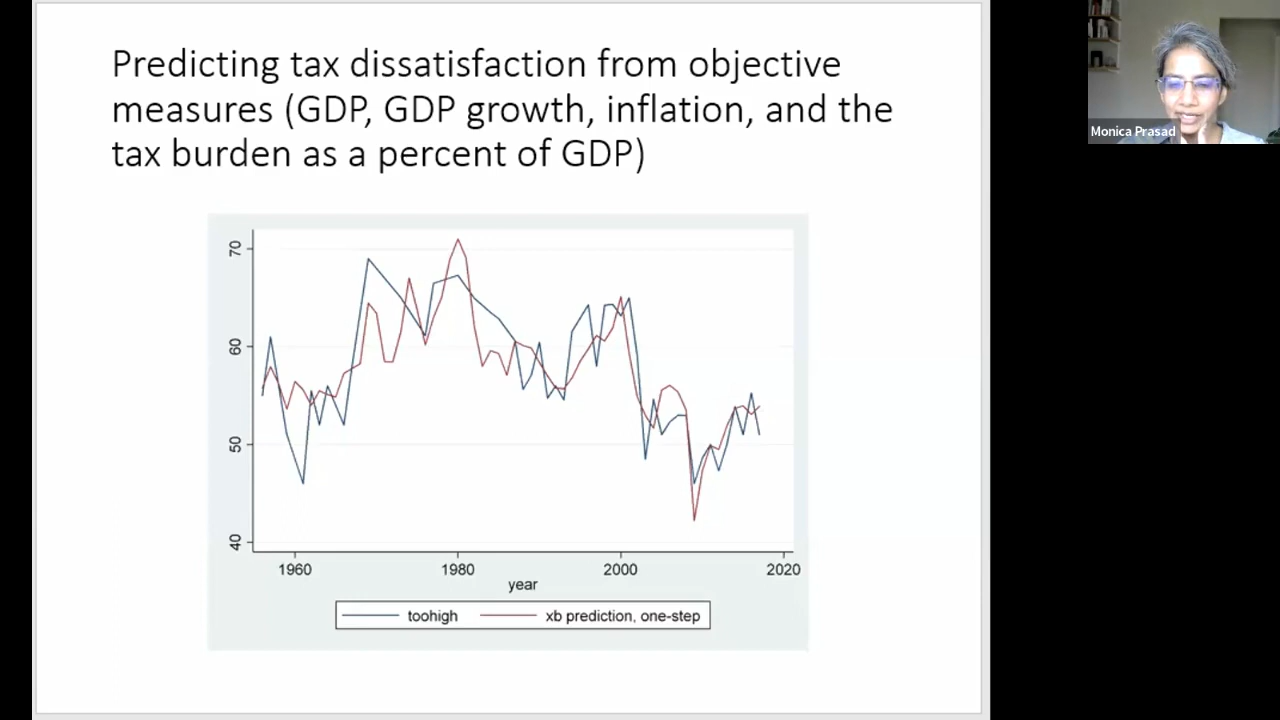 Predicting tax dissatisfaction from objective
measures (GDP, GDP growth, inflation, and the
tax burden as a percent of GDP)
Monica Prasad
70
60
50
40
1960 1980 2000 2020
year
toohigh xb prediction, one-step